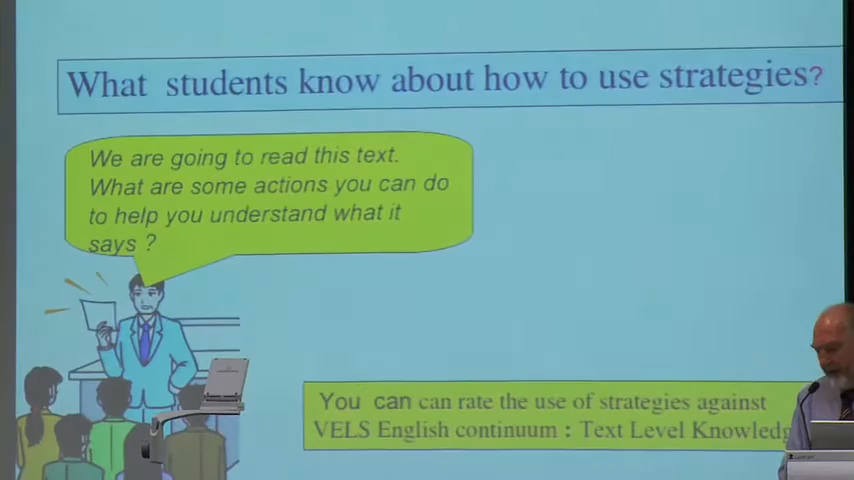 What students know about how to use strategies?
We are going to read this text.
What are some actions you can do
to help you understand what it
says ?
You can can rate the use of strategies against
VELS English continuum : Text Level Knowledg